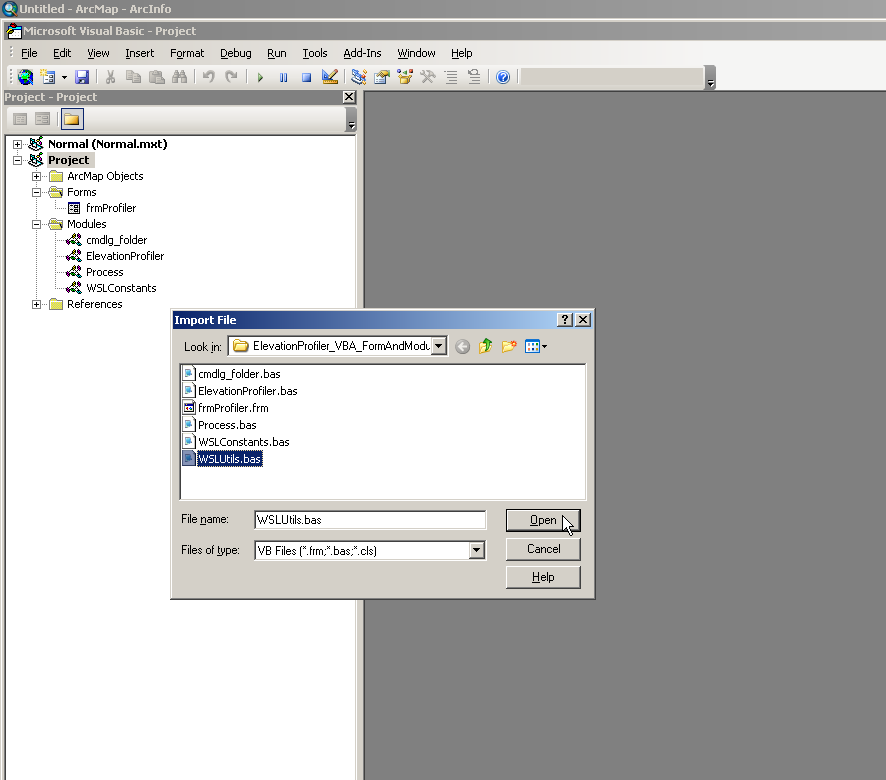 Untitled - ArcMap - ArcInfo
Microsoft Visual Basic - Project
File Edit View Insert Format Debug Run Tools Add-Ins Window Help
Project - Project
Normal (Normal.mxt)
Project
ArcMap Objects
Forms
frmProfiler
Modules
cmdlg_folder
ElevationProfiler
Process
WSLConstants
References
Import File
Look in: ElevationProfiler_VBA_FormAndModu
cmdlg_folder.bas
ElevationProfiler.bas
frmProfiler.frm
Process.bas
WSLConstants.bas
WSLUtils.bas
File name: WSLUtils.bas Open
Files of type: VB Files (*.frm;*.bas;*.cls) Cancel
Help